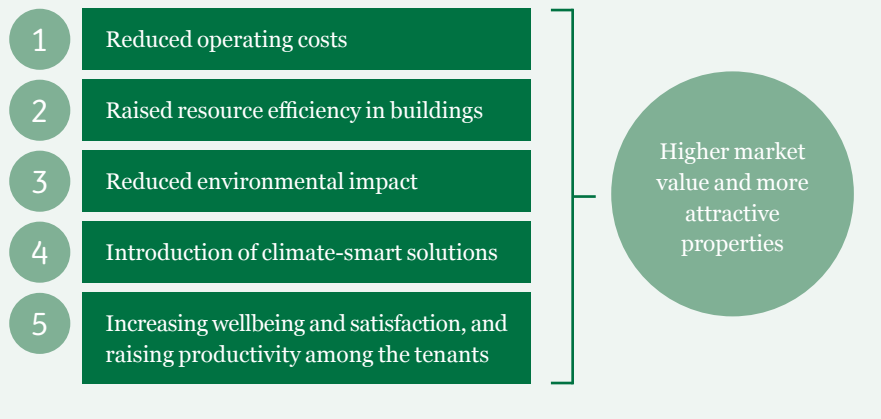 1
Reduced operating costs
2
Raised resource efficiency in buildings
3
Reduced environmental impact
4
Introduction of climate-smart solutions
5
Increasing wellbeing and satisfaction, and
raising productivity among the tenants
Higher market
value and more
attractive
properties